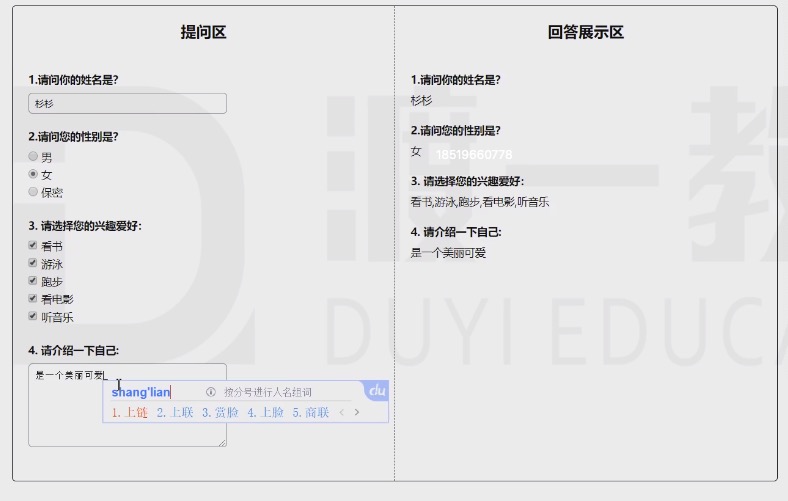 提问区
1.请问你的姓名是?
杉杉
2.请问您的性别是?
男
女
保密
3. 请选择您的兴趣爱好:
看书
游泳
跑步
看电影
听音乐
4. 请介绍一下自己:
是一个美丽可爱
shang'lian
按分号进行人名组词
1.上链 2.上联 3.赏脸 4.上脸 5.商联
du
回答展示区
1.请问你的姓名是?
杉杉
2.请问您的性别是?
女
18519660778
3. 请选择您的兴趣爱好:
看书,游泳,跑步,看电影,听音乐
4. 请介绍一下自己:
是一个美丽可爱
渡一教
DUYI EDUCA